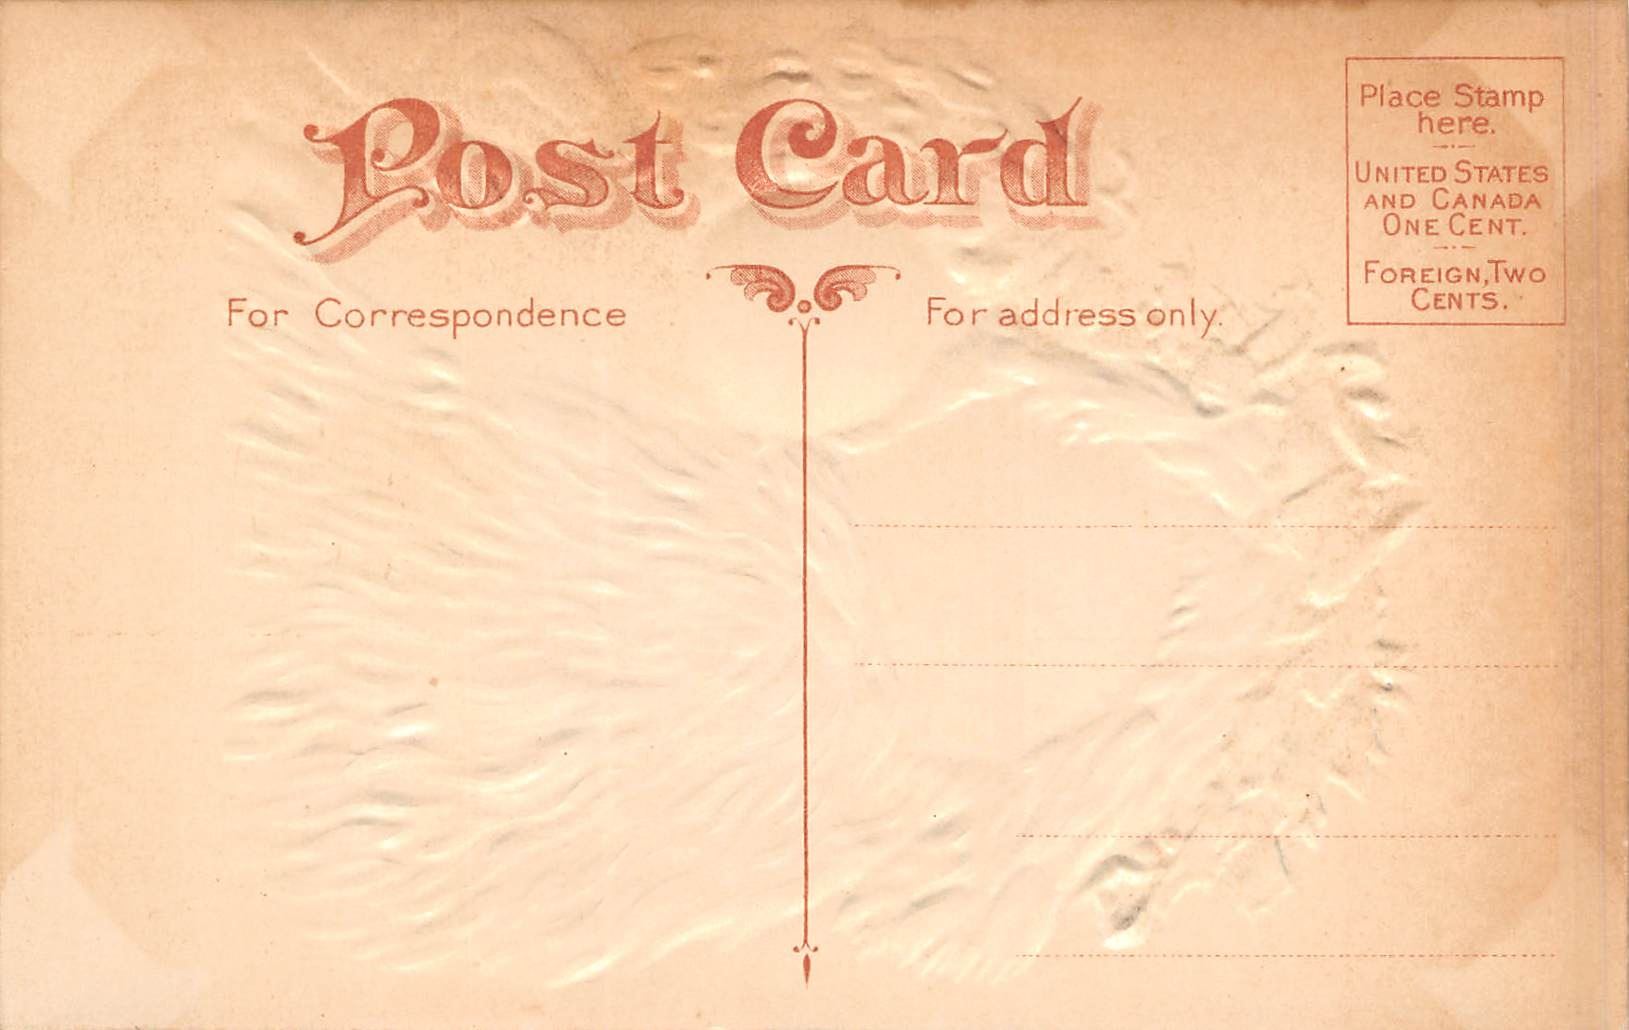 Post Card
Place Stamp
here.
UNITED STATES
AND CANADA
ONE CENT.
FOREIGN, TWO
CENTS.
For Correspondence
For address only.